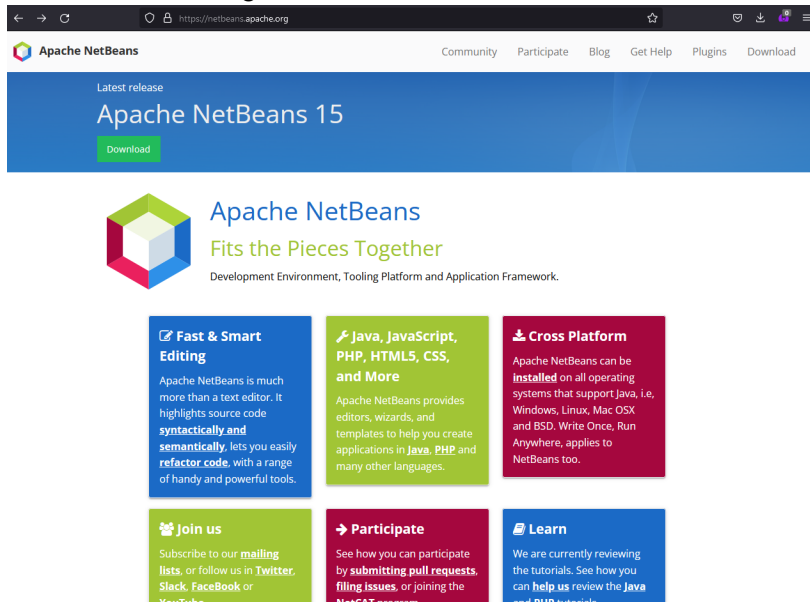 https://netbeans.apache.org
Apache NetBeans
Community Participate Blog Get Help Plugins Download
Latest release
Apache NetBeans 15
Download
Apache NetBeans
Fits the Pieces Together
Development Environment, Tooling Platform and Application Framework.
Fast & Smart
Editing
Apache NetBeans is much
more than a text editor. It
highlights source code
syntactically and
semantically, lets you easily
refactor code, with a range
of handy and powerful tools.
Java, JavaScript,
PHP, HTML5, CSS,
and More
Apache NetBeans provides
editors, wizards, and
templates to help you create
applications in Java, PHP and
many other languages.
Cross Platform
Apache NetBeans can be
installed on all operating
systems that support Java, i.e,
Windows, Linux, Mac OSX
and BSD. Write Once, Run
Anywhere, applies to
NetBeans too.
Join us
Subscribe to our mailing
lists, or follow us in Twitter,
Slack, FaceBook or
YouTube
Participate
See how you can participate
by submitting pull requests,
filing issues, or joining the
NetCAT program
Learn
We are currently reviewing
the tutorials. See how you
can help us review the Java
and PHP tutorials